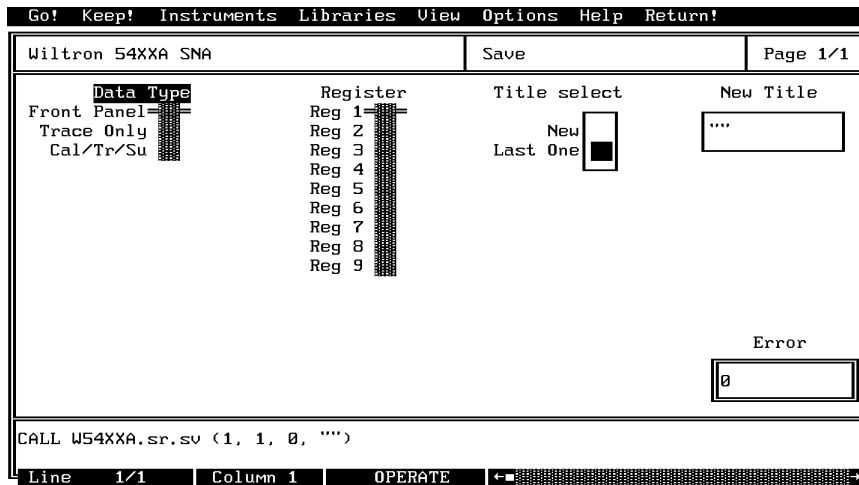 Go! Keep! Instruments Libraries View Options Help Return!
Wiltron 54XXA SNA
Save
Page 1/1
Data Type
Front Panel
Trace Only
Cal/Tr/Su
Register
Reg 1
Reg 2
Reg 3
Reg 4
Reg 5
Reg 6
Reg 7
Reg 8
Reg 9
Title select
New
Last One
New Title
""
Error
0
CALL W54XXA.sr.sv (1, 1, 0, "")
Line 1/1 Column 1 OPERATE